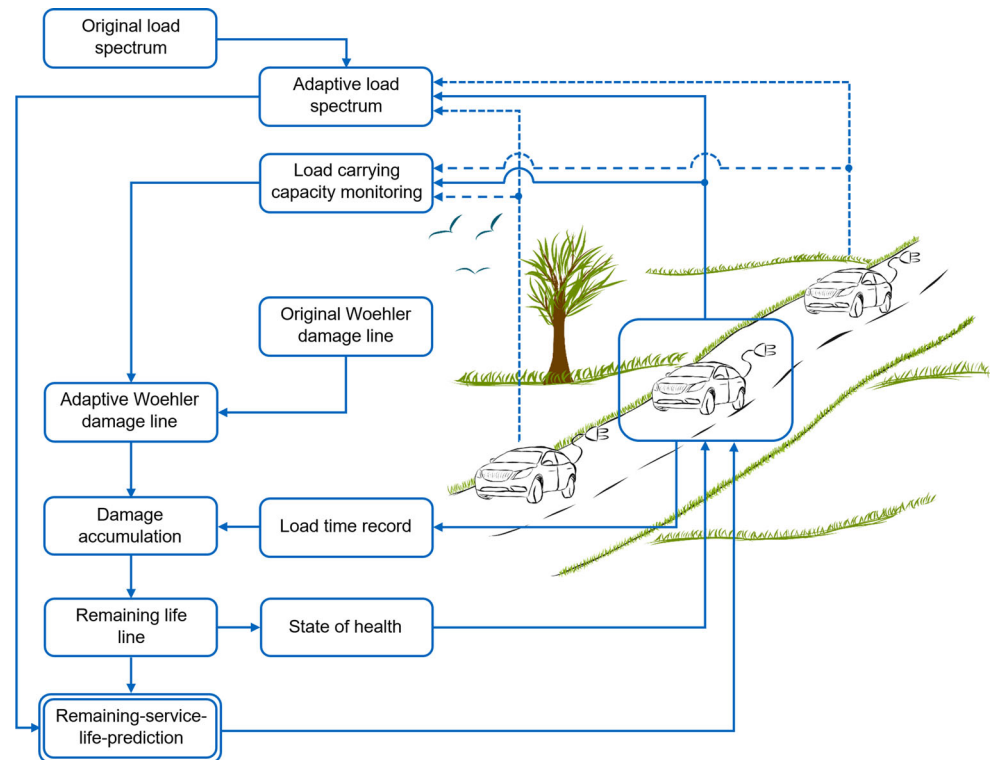 Original load
spectrum
Adaptive load
spectrum
Load carrying
capacity monitoring
Original Woehler
damage line
Adaptive Woehler
damage line
Damage
accumulation
Load time record
Remaining life
line
State of health
Remaining-service-
life-prediction